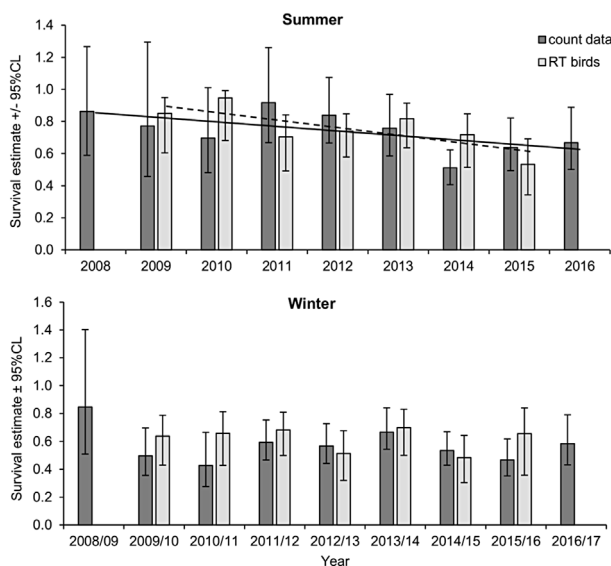 Summer
count data
RT birds
Survival estimate +/- 95%CL
1.4
1.2
1.0
0.8
0.6
0.4
0.2
0.0
2008 2009 2010 2011 2012 2013 2014 2015 2016
Winter
Survival estimate ± 95%CL
1.6
1.4
1.2
1.0
0.8
0.6
0.4
0.2
0.0
2008/09 2009/10 2010/11 2011/12 2012/13 2013/14 2014/15 2015/16 2016/17
Year